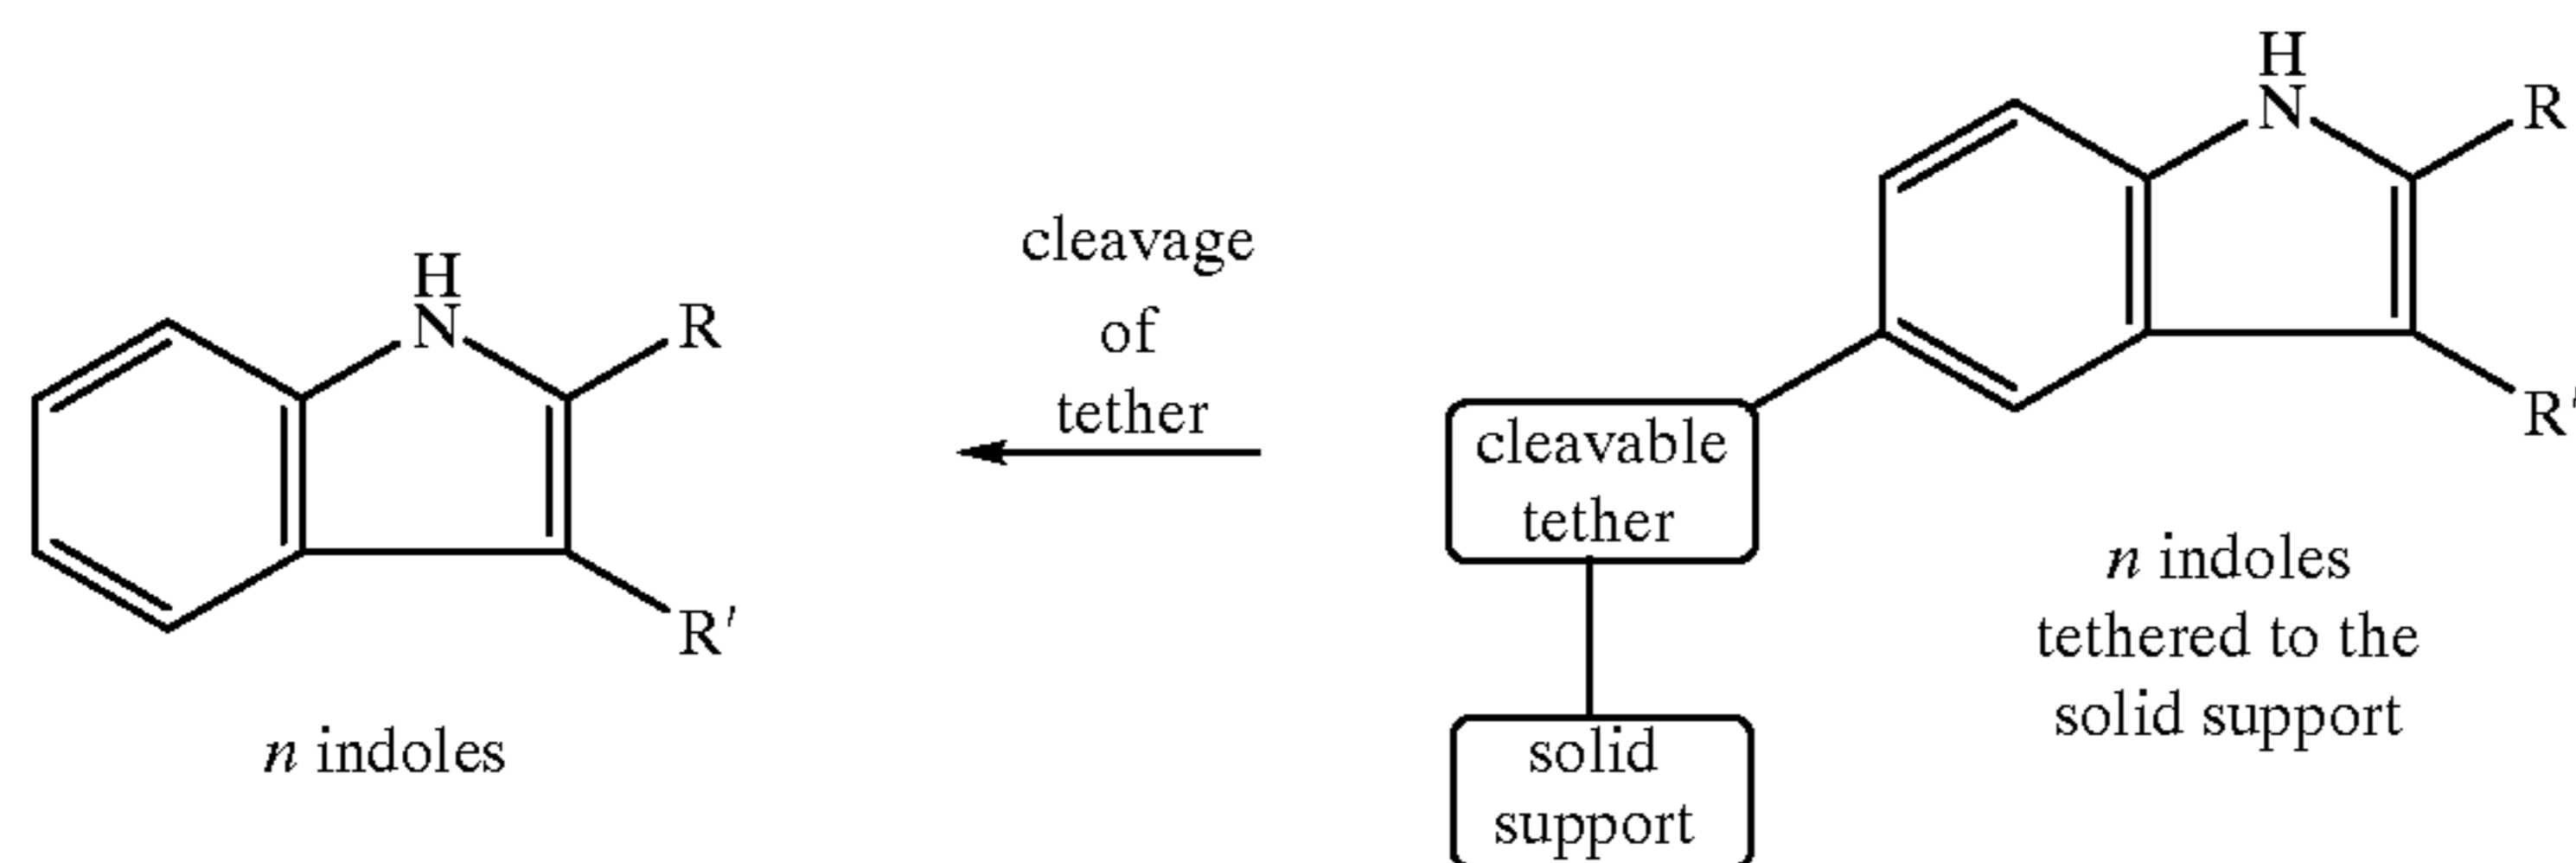 H
N
R
R'
n indoles
cleavage
of
tether
H
N
R
R'
cleavable
tether
solid
support
n indoles
tethered to the
solid support